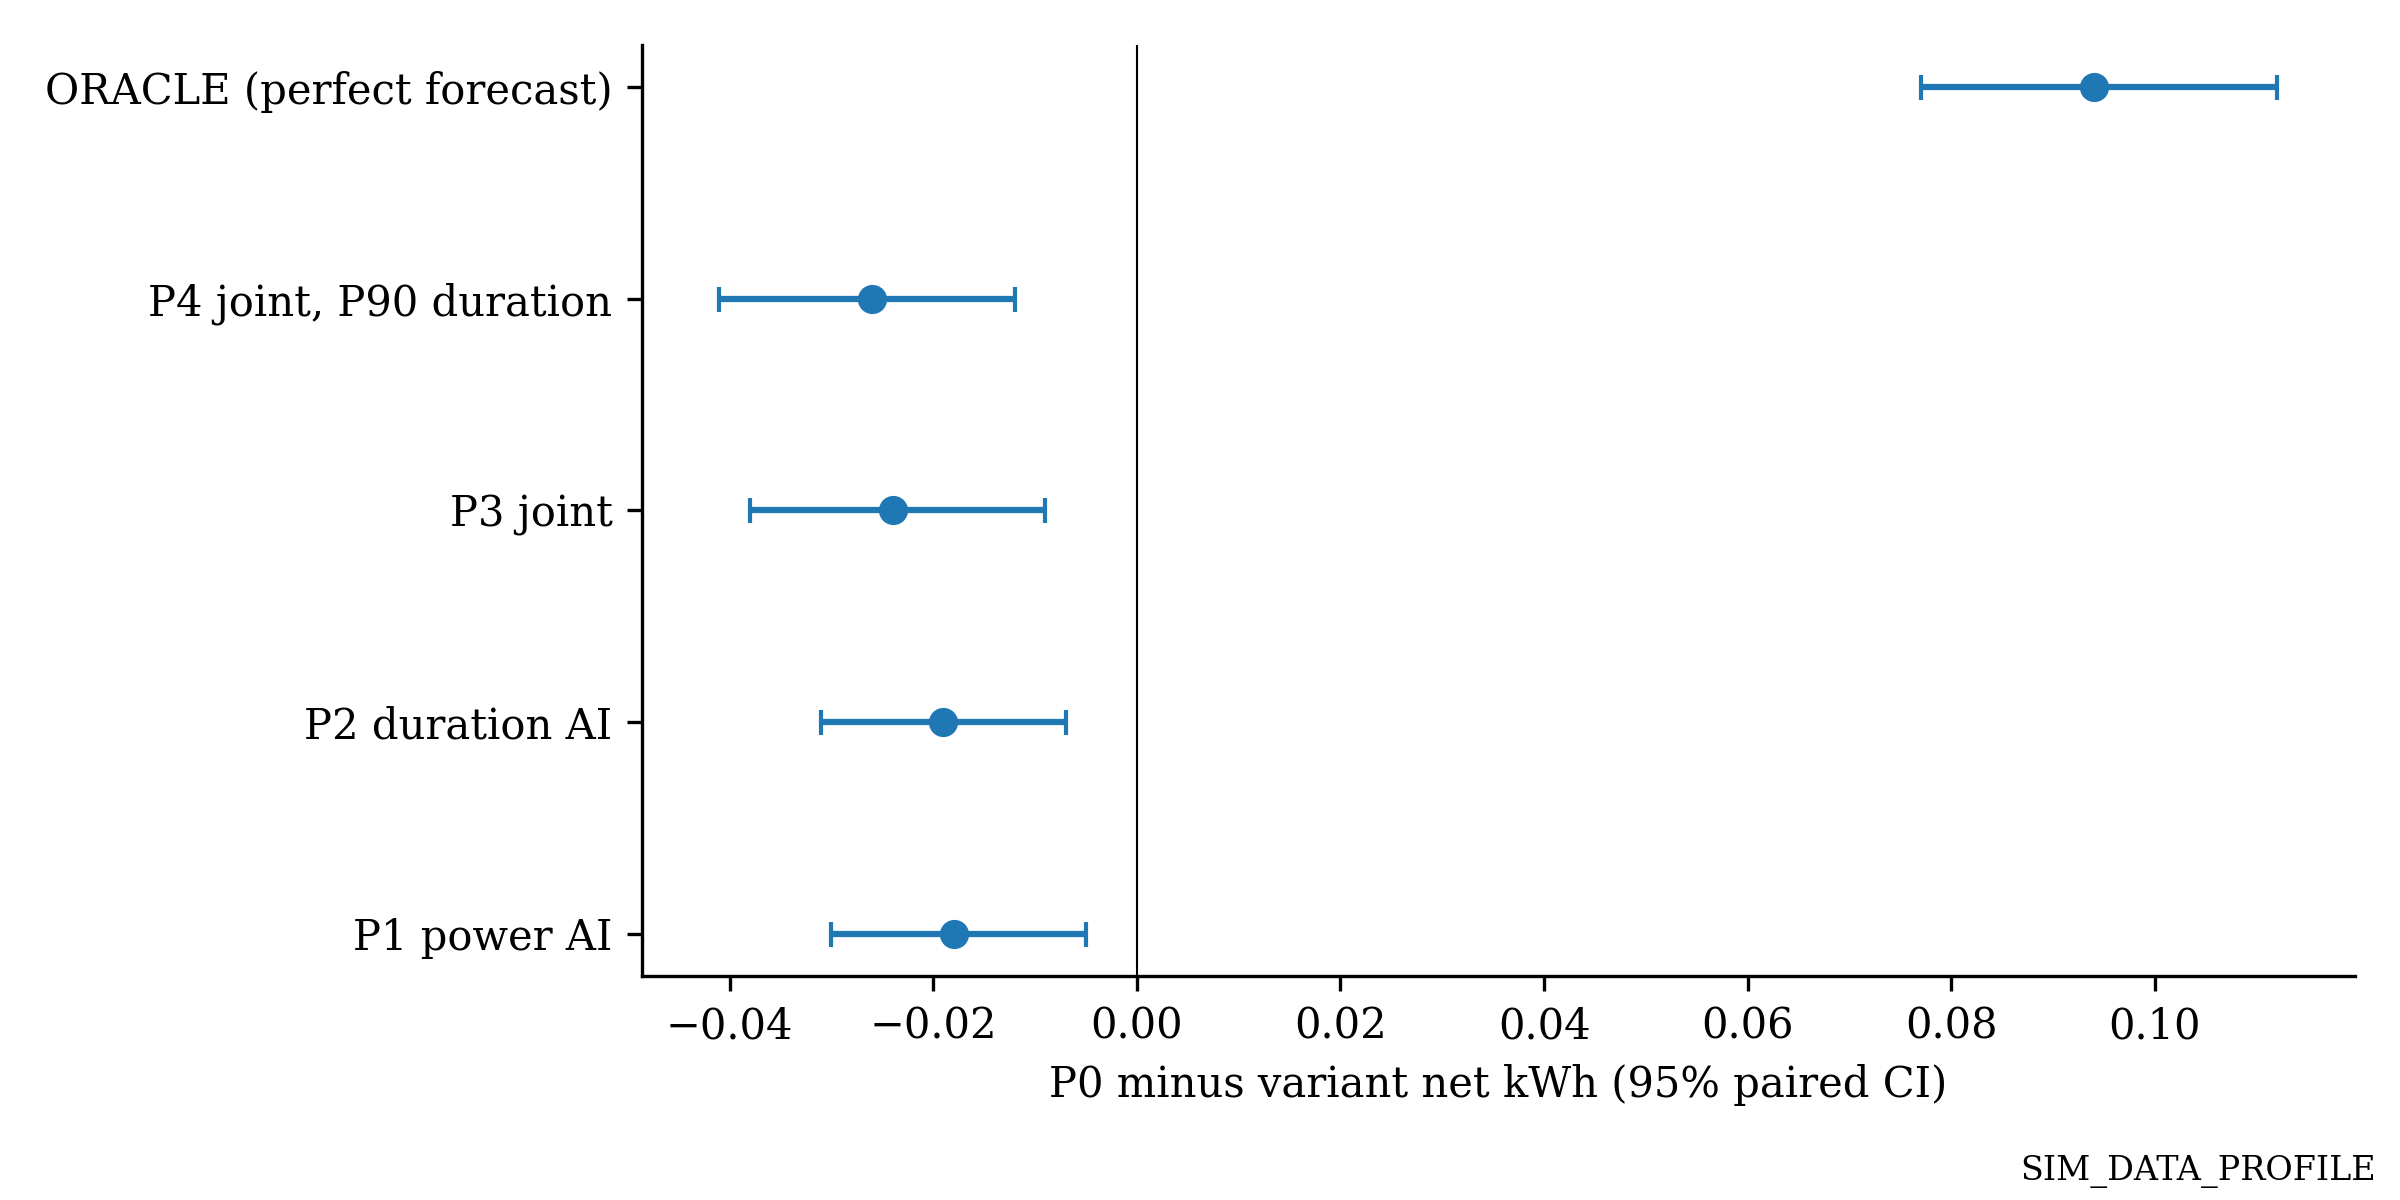 ORACLE (perfect forecast)
P4 joint, P90 duration
P3 joint
P2 duration AI
P1 power AI
−0.04 −0.02 0.00 0.02 0.04 0.06 0.08 0.10
P0 minus variant net kWh (95% paired CI)
SIM_DATA_PROFILE